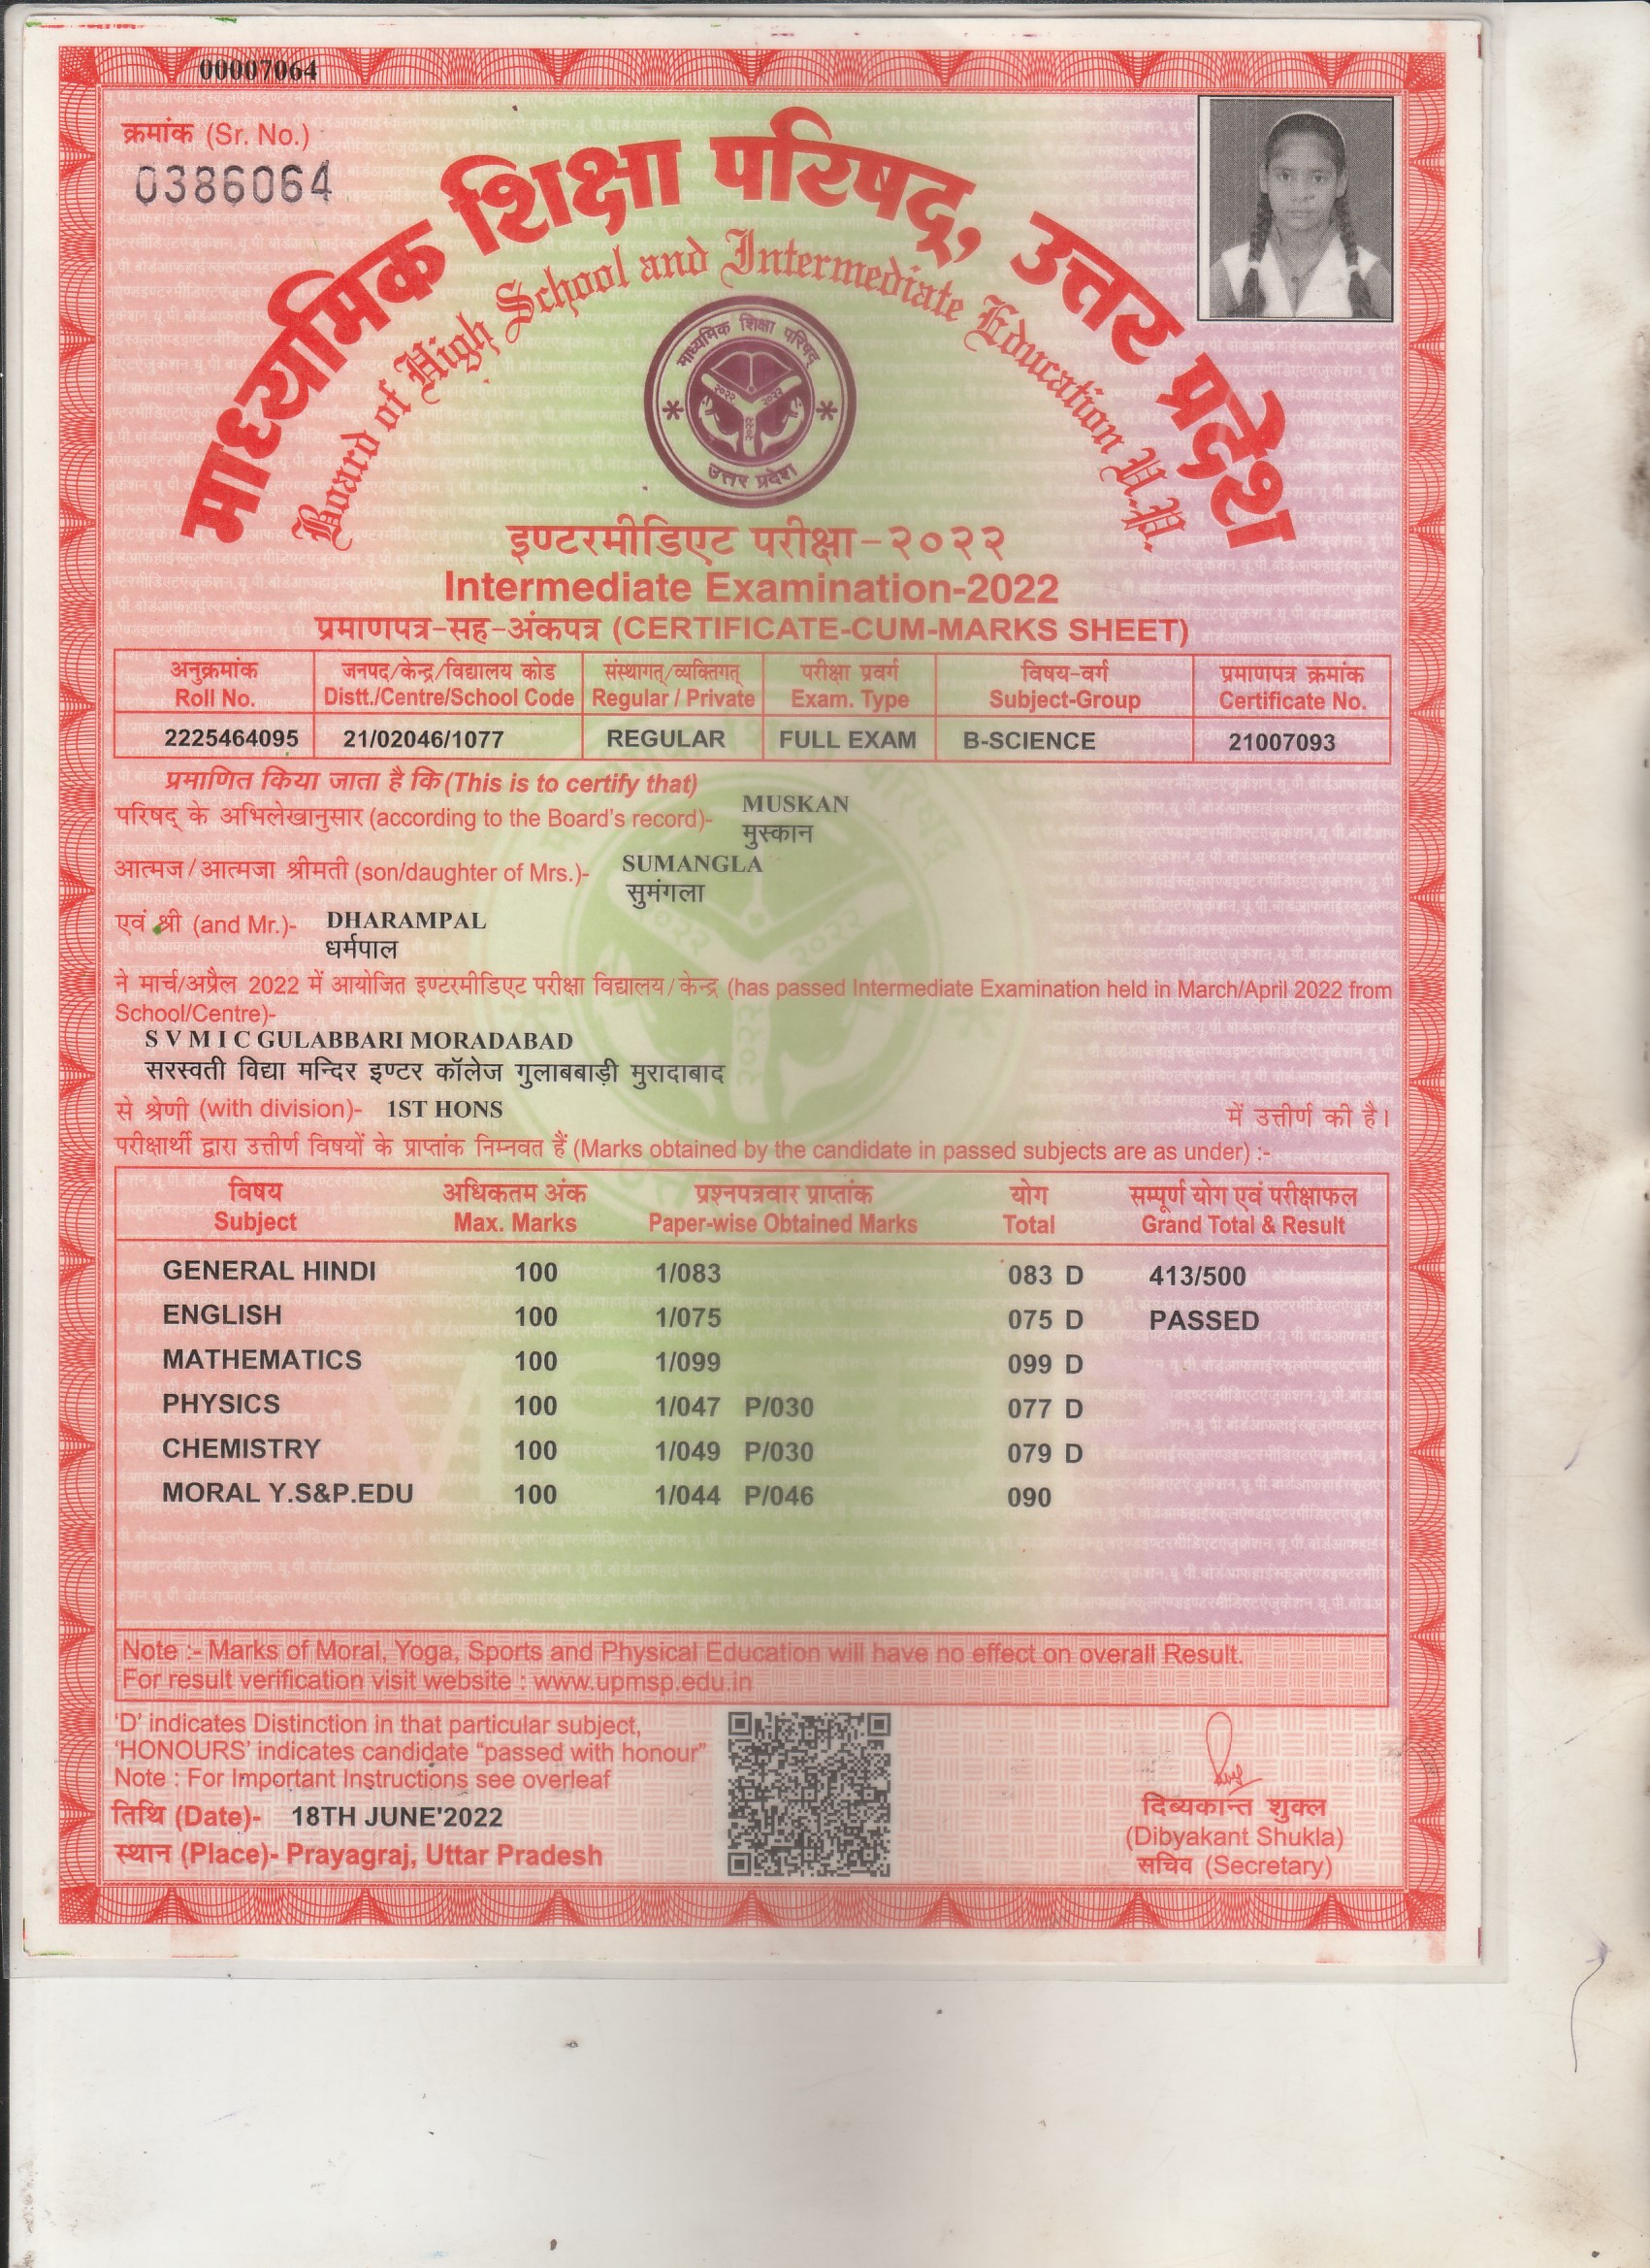 00007064
क्रमांक (Sr. No.)
0386064
माध्यमिक शिक्षा परिषद्, उत्तर प्रदेश
Board of High School and Intermediate Education U.P.
माध्यमिक शिक्षा परिषद्
२०२२ २०२२
२०२२
उत्तर प्रदेश
इण्टरमीडिएट परीक्षा-२०२२
Intermediate Examination-2022
प्रमाणपत्र-सह-अंकपत्र (CERTIFICATE-CUM-MARKS SHEET)
अनुक्रमांक जनपद/केन्द्र/विद्यालय कोड संस्थागत्/व्यक्तिगत् परीक्षा प्रवर्ग विषय-वर्ग प्रमाणपत्र क्रमांक
Roll No. Distt./Centre/School Code Regular / Private Exam. Type Subject-Group Certificate No.
2225464095 21/02046/1077 REGULAR FULL EXAM B-SCIENCE 21007093
प्रमाणित किया जाता है कि (This is to certify that)
परिषद् के अभिलेखानुसार (according to the Board's record)- MUSKAN
मुस्कान
आत्मज/आत्मजा श्रीमती (son/daughter of Mrs.)- SUMANGLA
सुमंगला
एवं श्री (and Mr.)- DHARAMPAL
धर्मपाल
ने मार्च/अप्रैल 2022 में आयोजित इण्टरमीडिएट परीक्षा विद्यालय/केन्द्र (has passed Intermediate Examination held in March/April 2022 from
School/Centre)-
S V M I C GULABBARI MORADABAD
सरस्वती विद्या मन्दिर इण्टर कॉलेज गुलाबबाड़ी मुरादाबाद
से श्रेणी (with division)- 1ST HONS में उत्तीर्ण की है।
परीक्षार्थी द्वारा उत्तीर्ण विषयों के प्राप्तांक निम्नवत हैं (Marks obtained by the candidate in passed subjects are as under) :-
विषय अधिकतम अंक प्रश्नपत्रवार प्राप्तांक योग सम्पूर्ण योग एवं परीक्षाफल
Subject Max. Marks Paper-wise Obtained Marks Total Grand Total & Result
GENERAL HINDI 100 1/083 083 D 413/500
ENGLISH 100 1/075 075 D PASSED
MATHEMATICS 100 1/099 099 D
PHYSICS 100 1/047 P/030 077 D
CHEMISTRY 100 1/049 P/030 079 D
MORAL Y.S&P.EDU 100 1/044 P/046 090
Note :- Marks of Moral, Yoga, Sports and Physical Education will have no effect on overall Result.
For result verification visit website : www.upmsp.edu.in
'D' indicates Distinction in that particular subject,
'HONOURS' indicates candidate "passed with honour"
Note : For Important Instructions see overleaf
तिथि (Date)- 18TH JUNE'2022
स्थान (Place)- Prayagraj, Uttar Pradesh
दिब्यकान्त शुक्ल
(Dibyakant Shukla)
सचिव (Secretary)